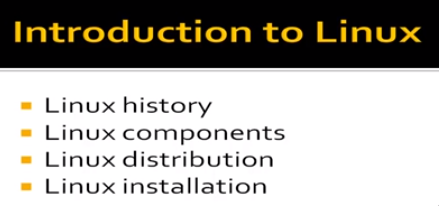 Introduction to Linux
Linux history
Linux components
Linux distribution
Linux installation